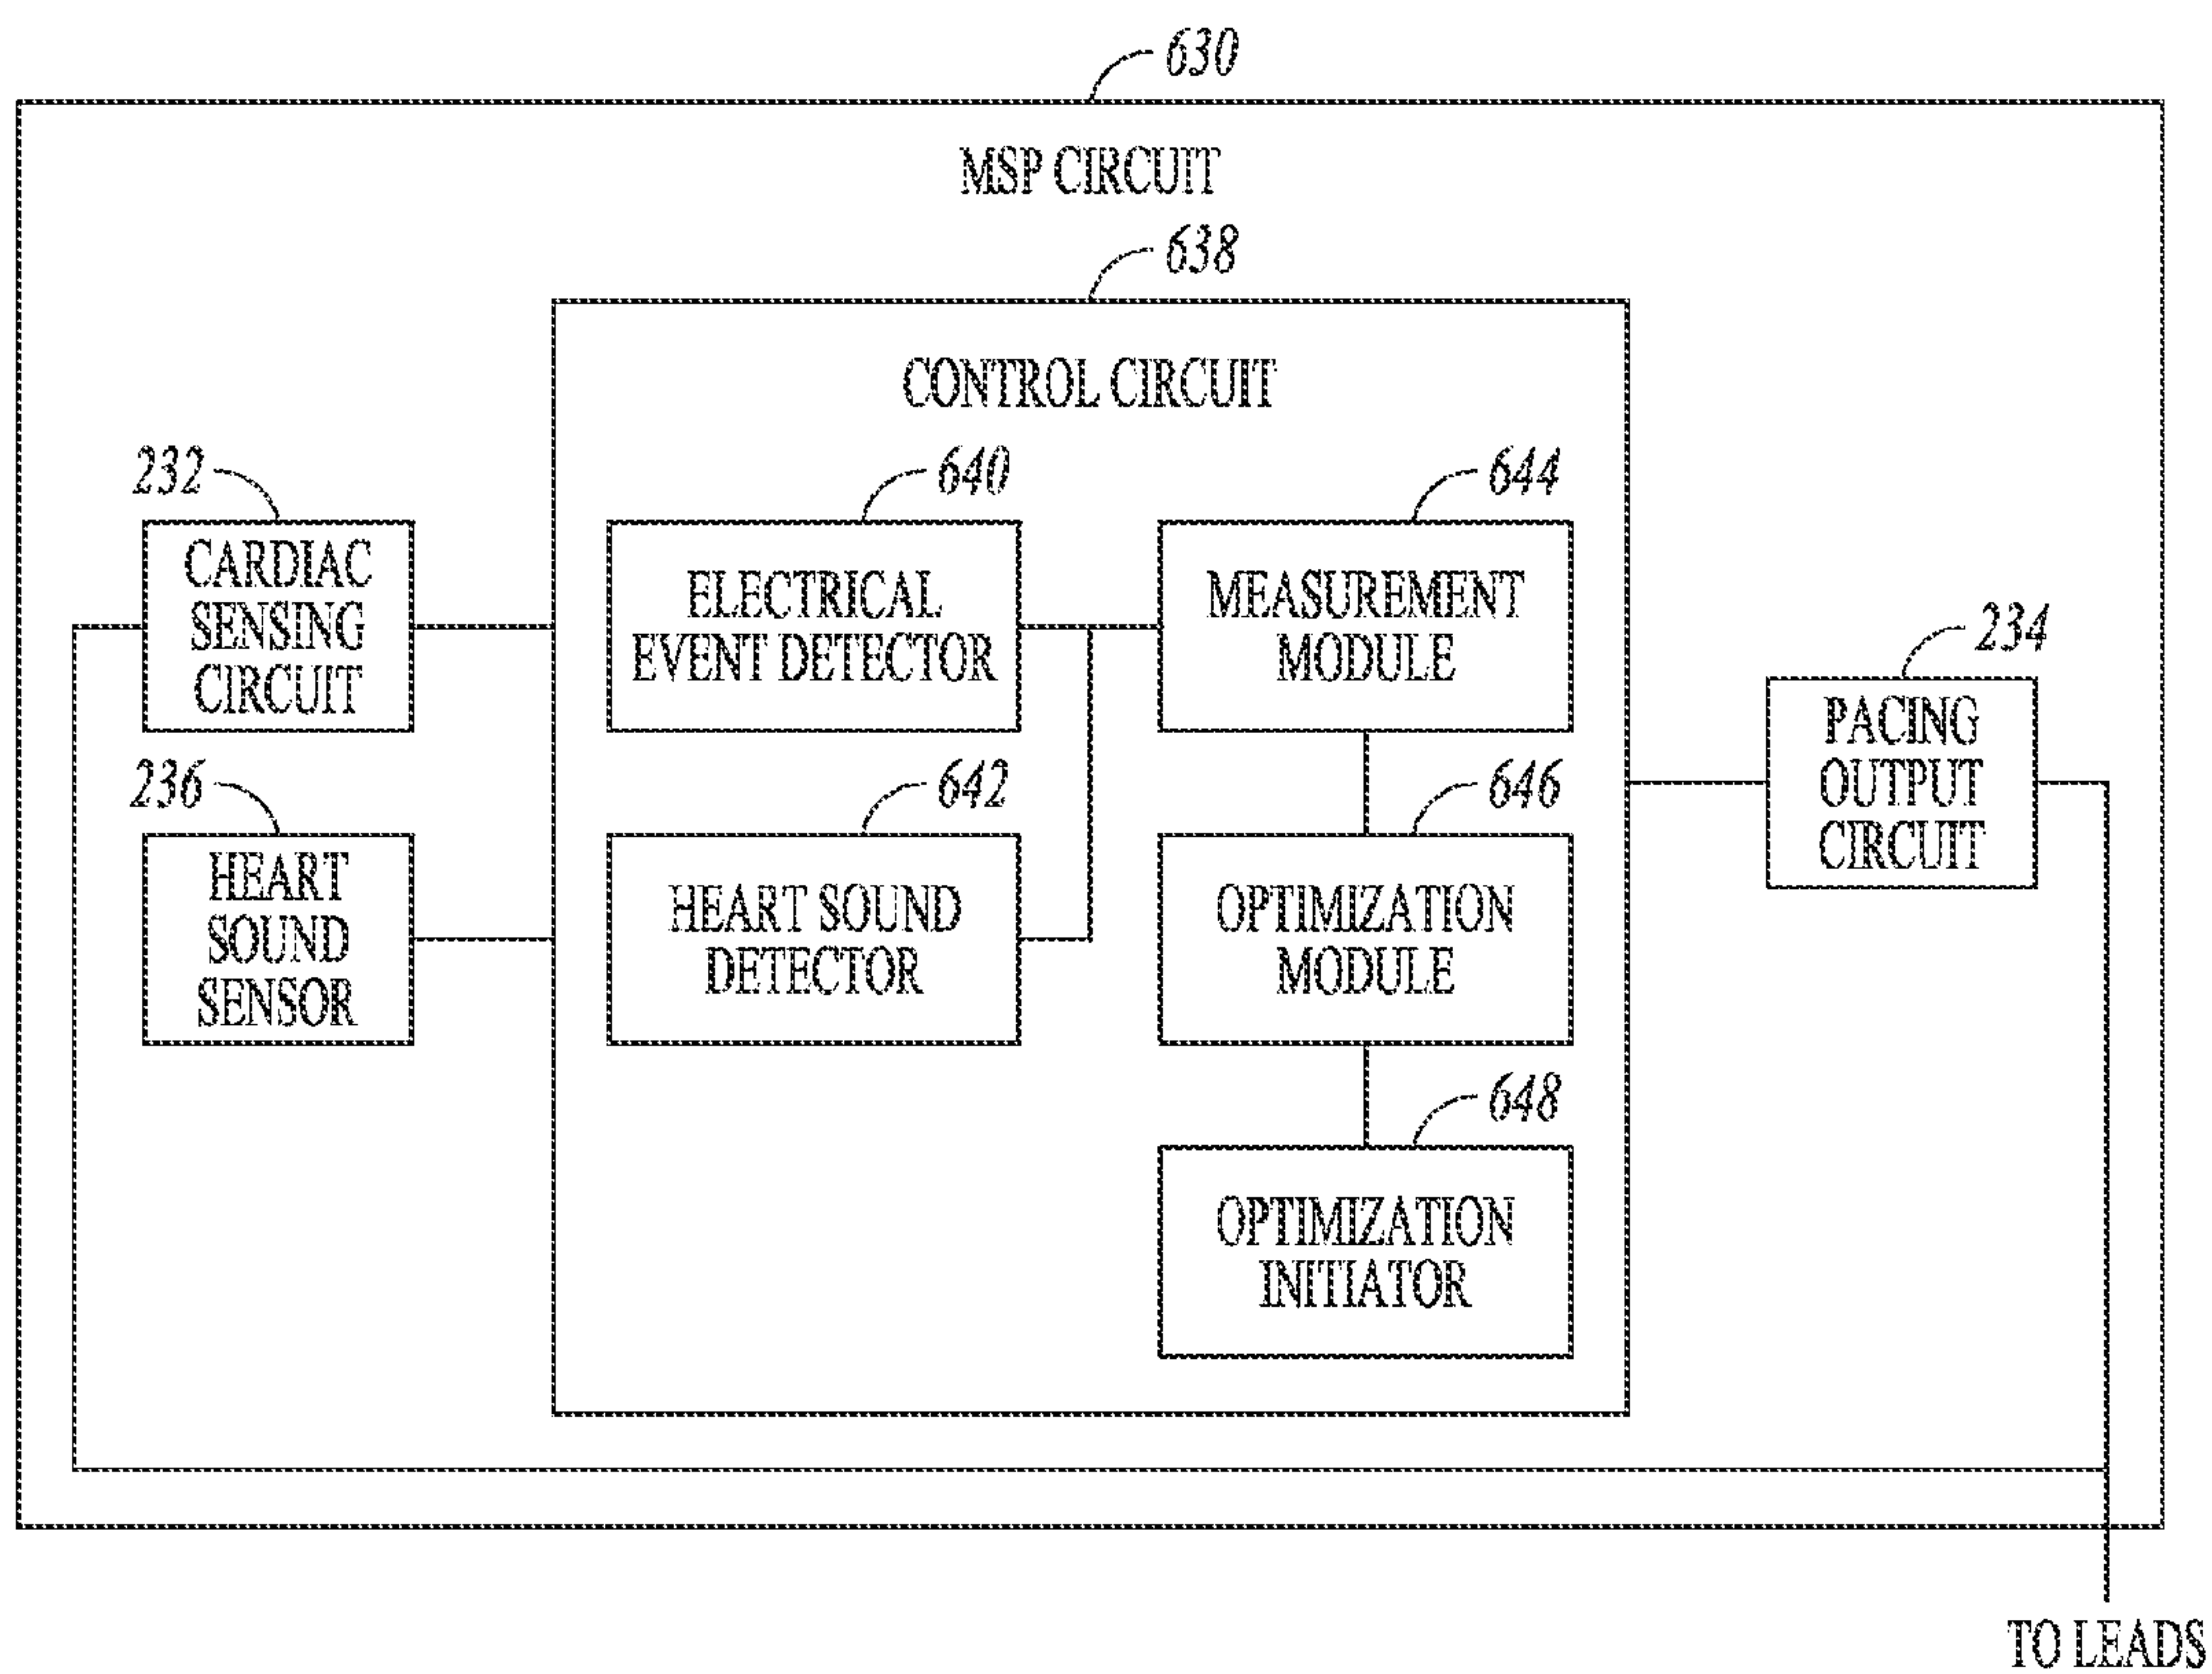 630
MSP CIRCUIT
638
CONTROL CIRCUIT
232
640
644
CARDIAC
SENSING
CIRCUIT
ELECTRICAL
EVENT DETECTOR
MEASUREMENT
MODULE
234
PACING
OUTPUT
CIRCUIT
236
642
646
HEART
SOUND
SENSOR
HEART SOUND
DETECTOR
OPTIMIZATION
MODULE
648
OPTIMIZATION
INITIATOR
TO LEADS